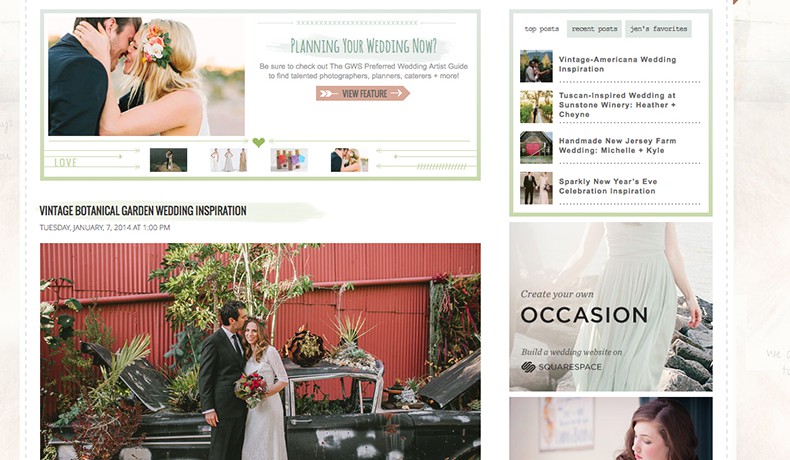 PLANNING YOUR WEDDING NOW?
Be sure to check out The GWS Preferred Wedding Artist Guide
to find talented photographers, planners, caterers + more!
VIEW FEATURE
LOVE
VINTAGE BOTANICAL GARDEN WEDDING INSPIRATION
TUESDAY, JANUARY, 7, 2014 AT 1:00 PM
top posts
recent posts
jen's favorites
Vintage-Americana Wedding
Inspiration
Tuscan-Inspired Wedding at
Sunstone Winery: Heather +
Cheyne
Handmade New Jersey Farm
Wedding: Michelle + Kyle
Sparkly New Year's Eve
Celebration Inspiration
Create your own
OCCASION
Build a wedding website on
SQUARESPACE